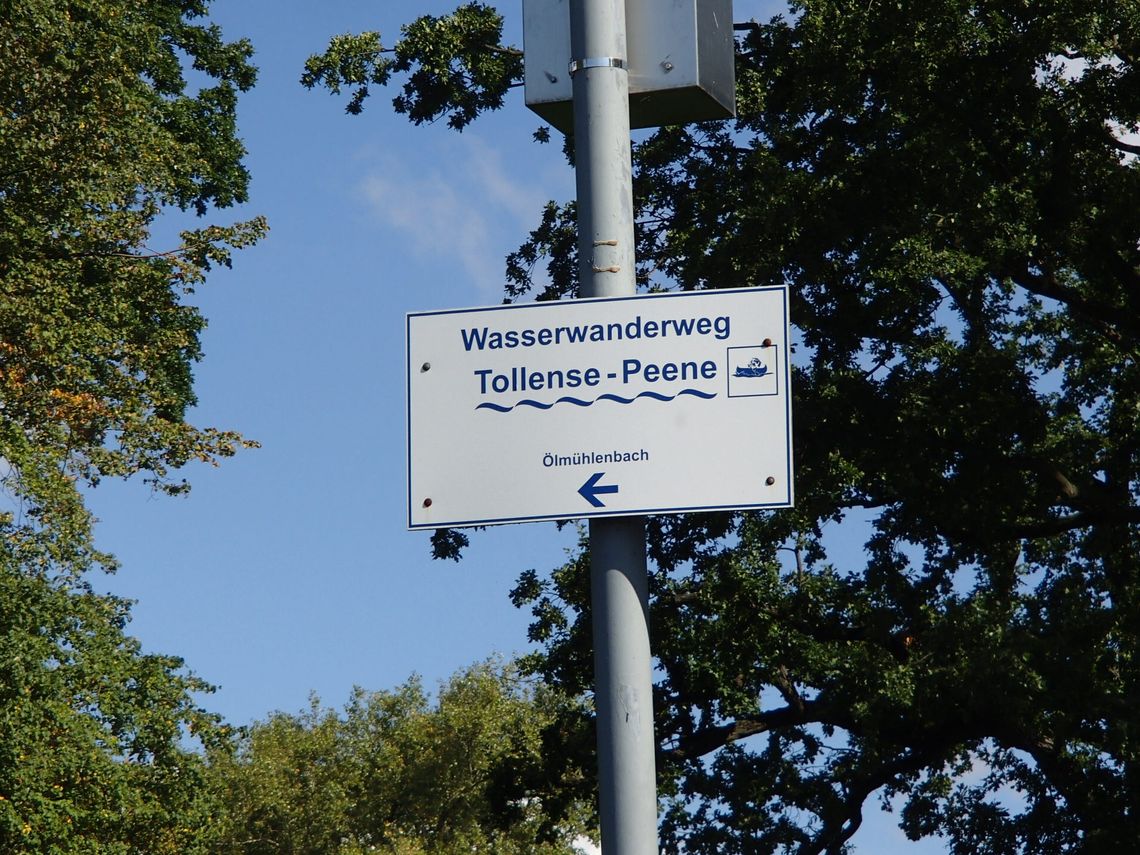 Wasserwanderweg
Tollense - Peene
Ölmühlenbach